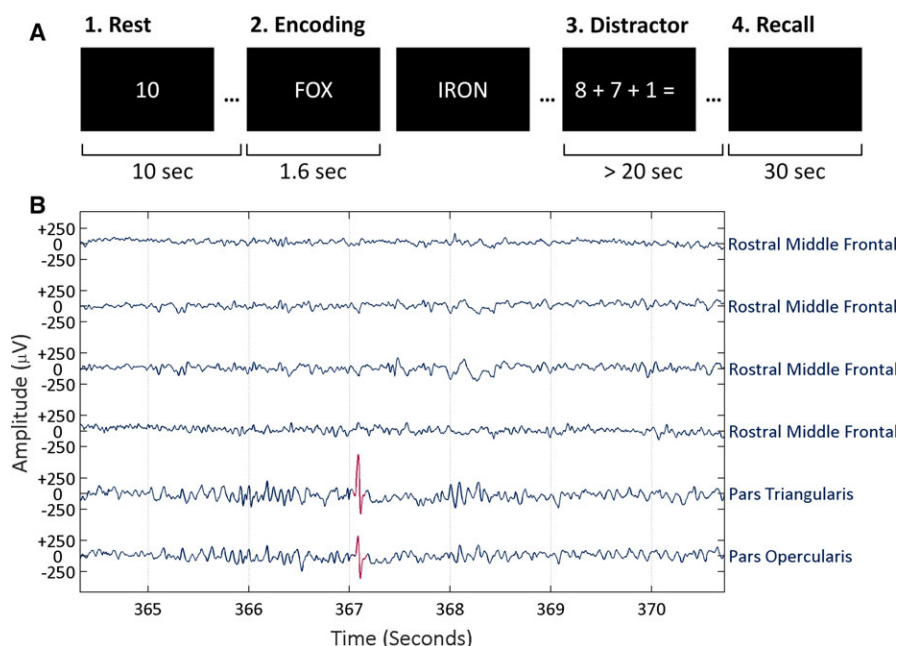 A
1. Rest 2. Encoding 3. Distractor 4. Recall
10 ... FOX IRON ... 8 + 7 + 1 = ...
10 sec 1.6 sec > 20 sec 30 sec
B
Amplitude (µV)
+250
0
-250
Rostral Middle Frontal
+250
0
-250
Rostral Middle Frontal
+250
0
-250
Rostral Middle Frontal
+250
0
-250
Rostral Middle Frontal
+250
0
-250
Pars Triangularis
+250
0
-250
Pars Opercularis
365 366 367 368 369 370
Time (Seconds)